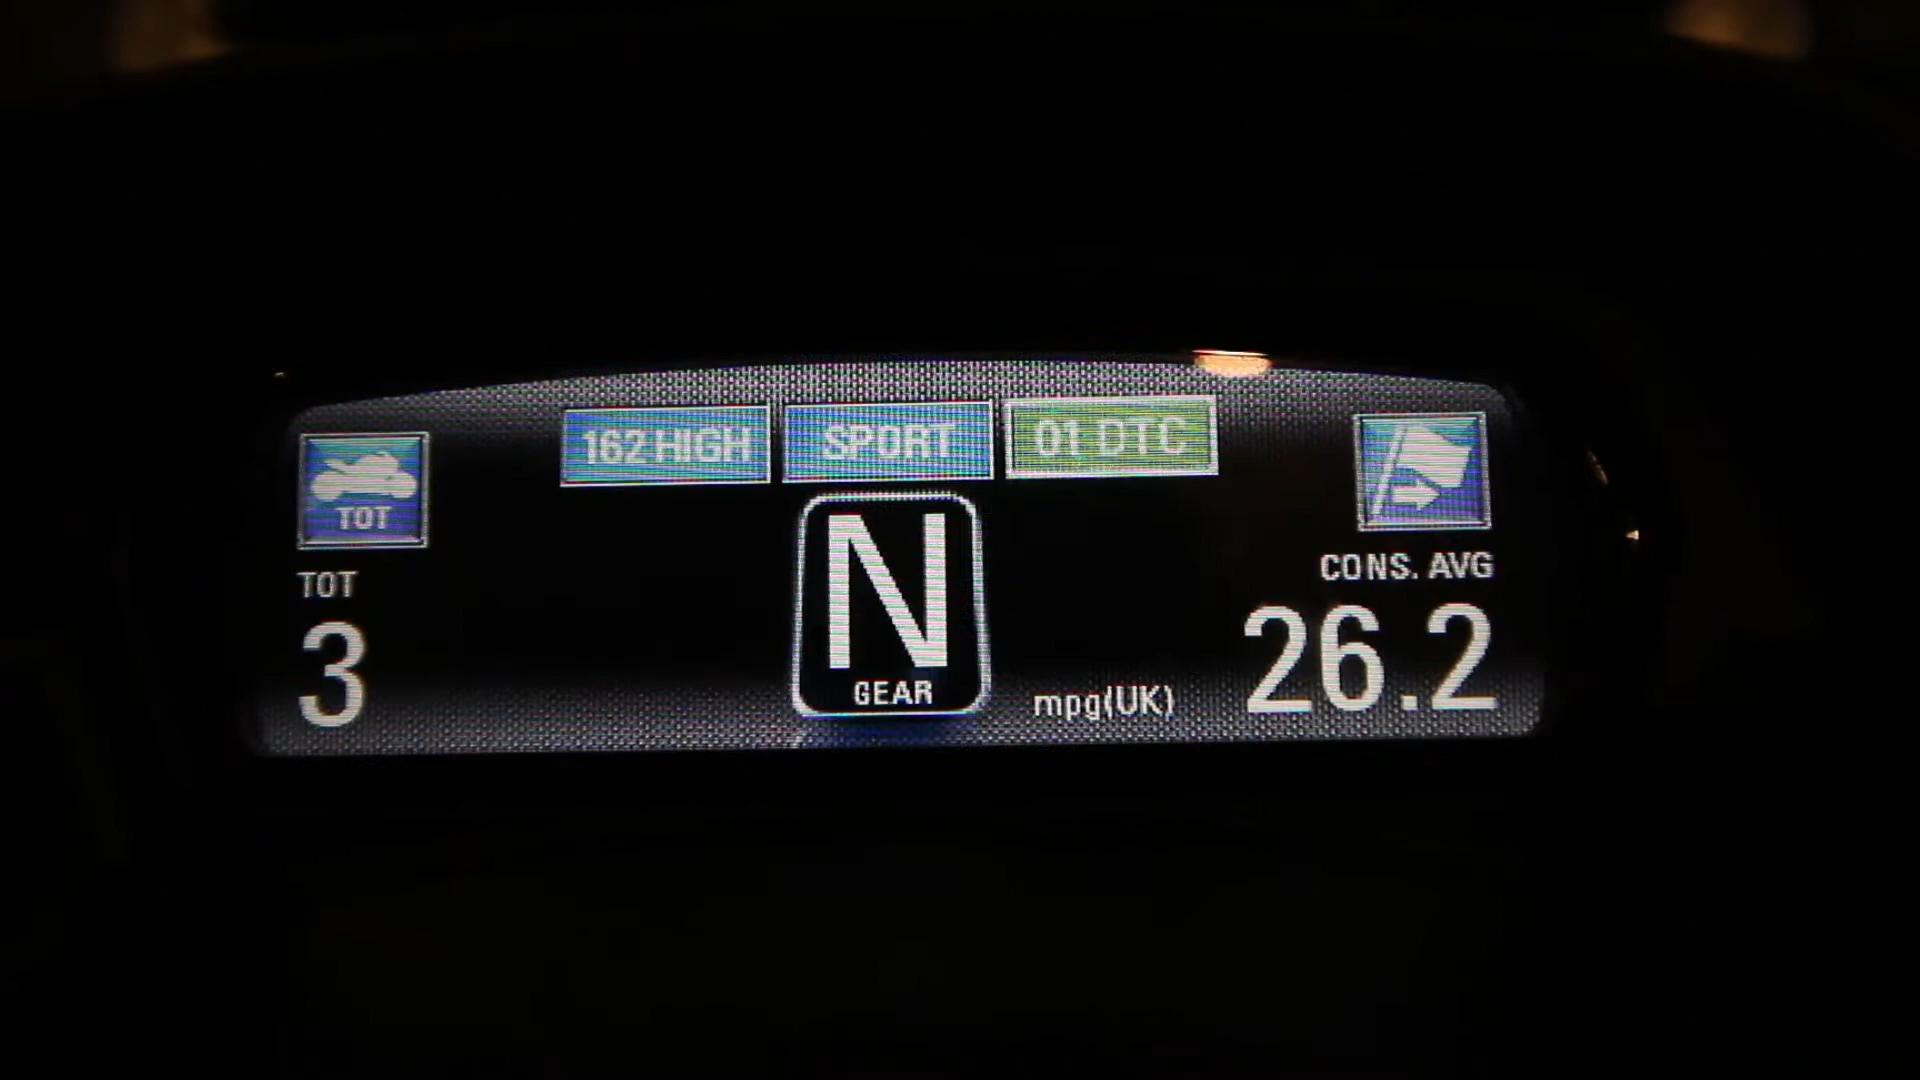 162 HIGH
SPORT
01 DTC
TOT
TOT
3
N
GEAR
CONS. AVG
mpg(UK)
26.2